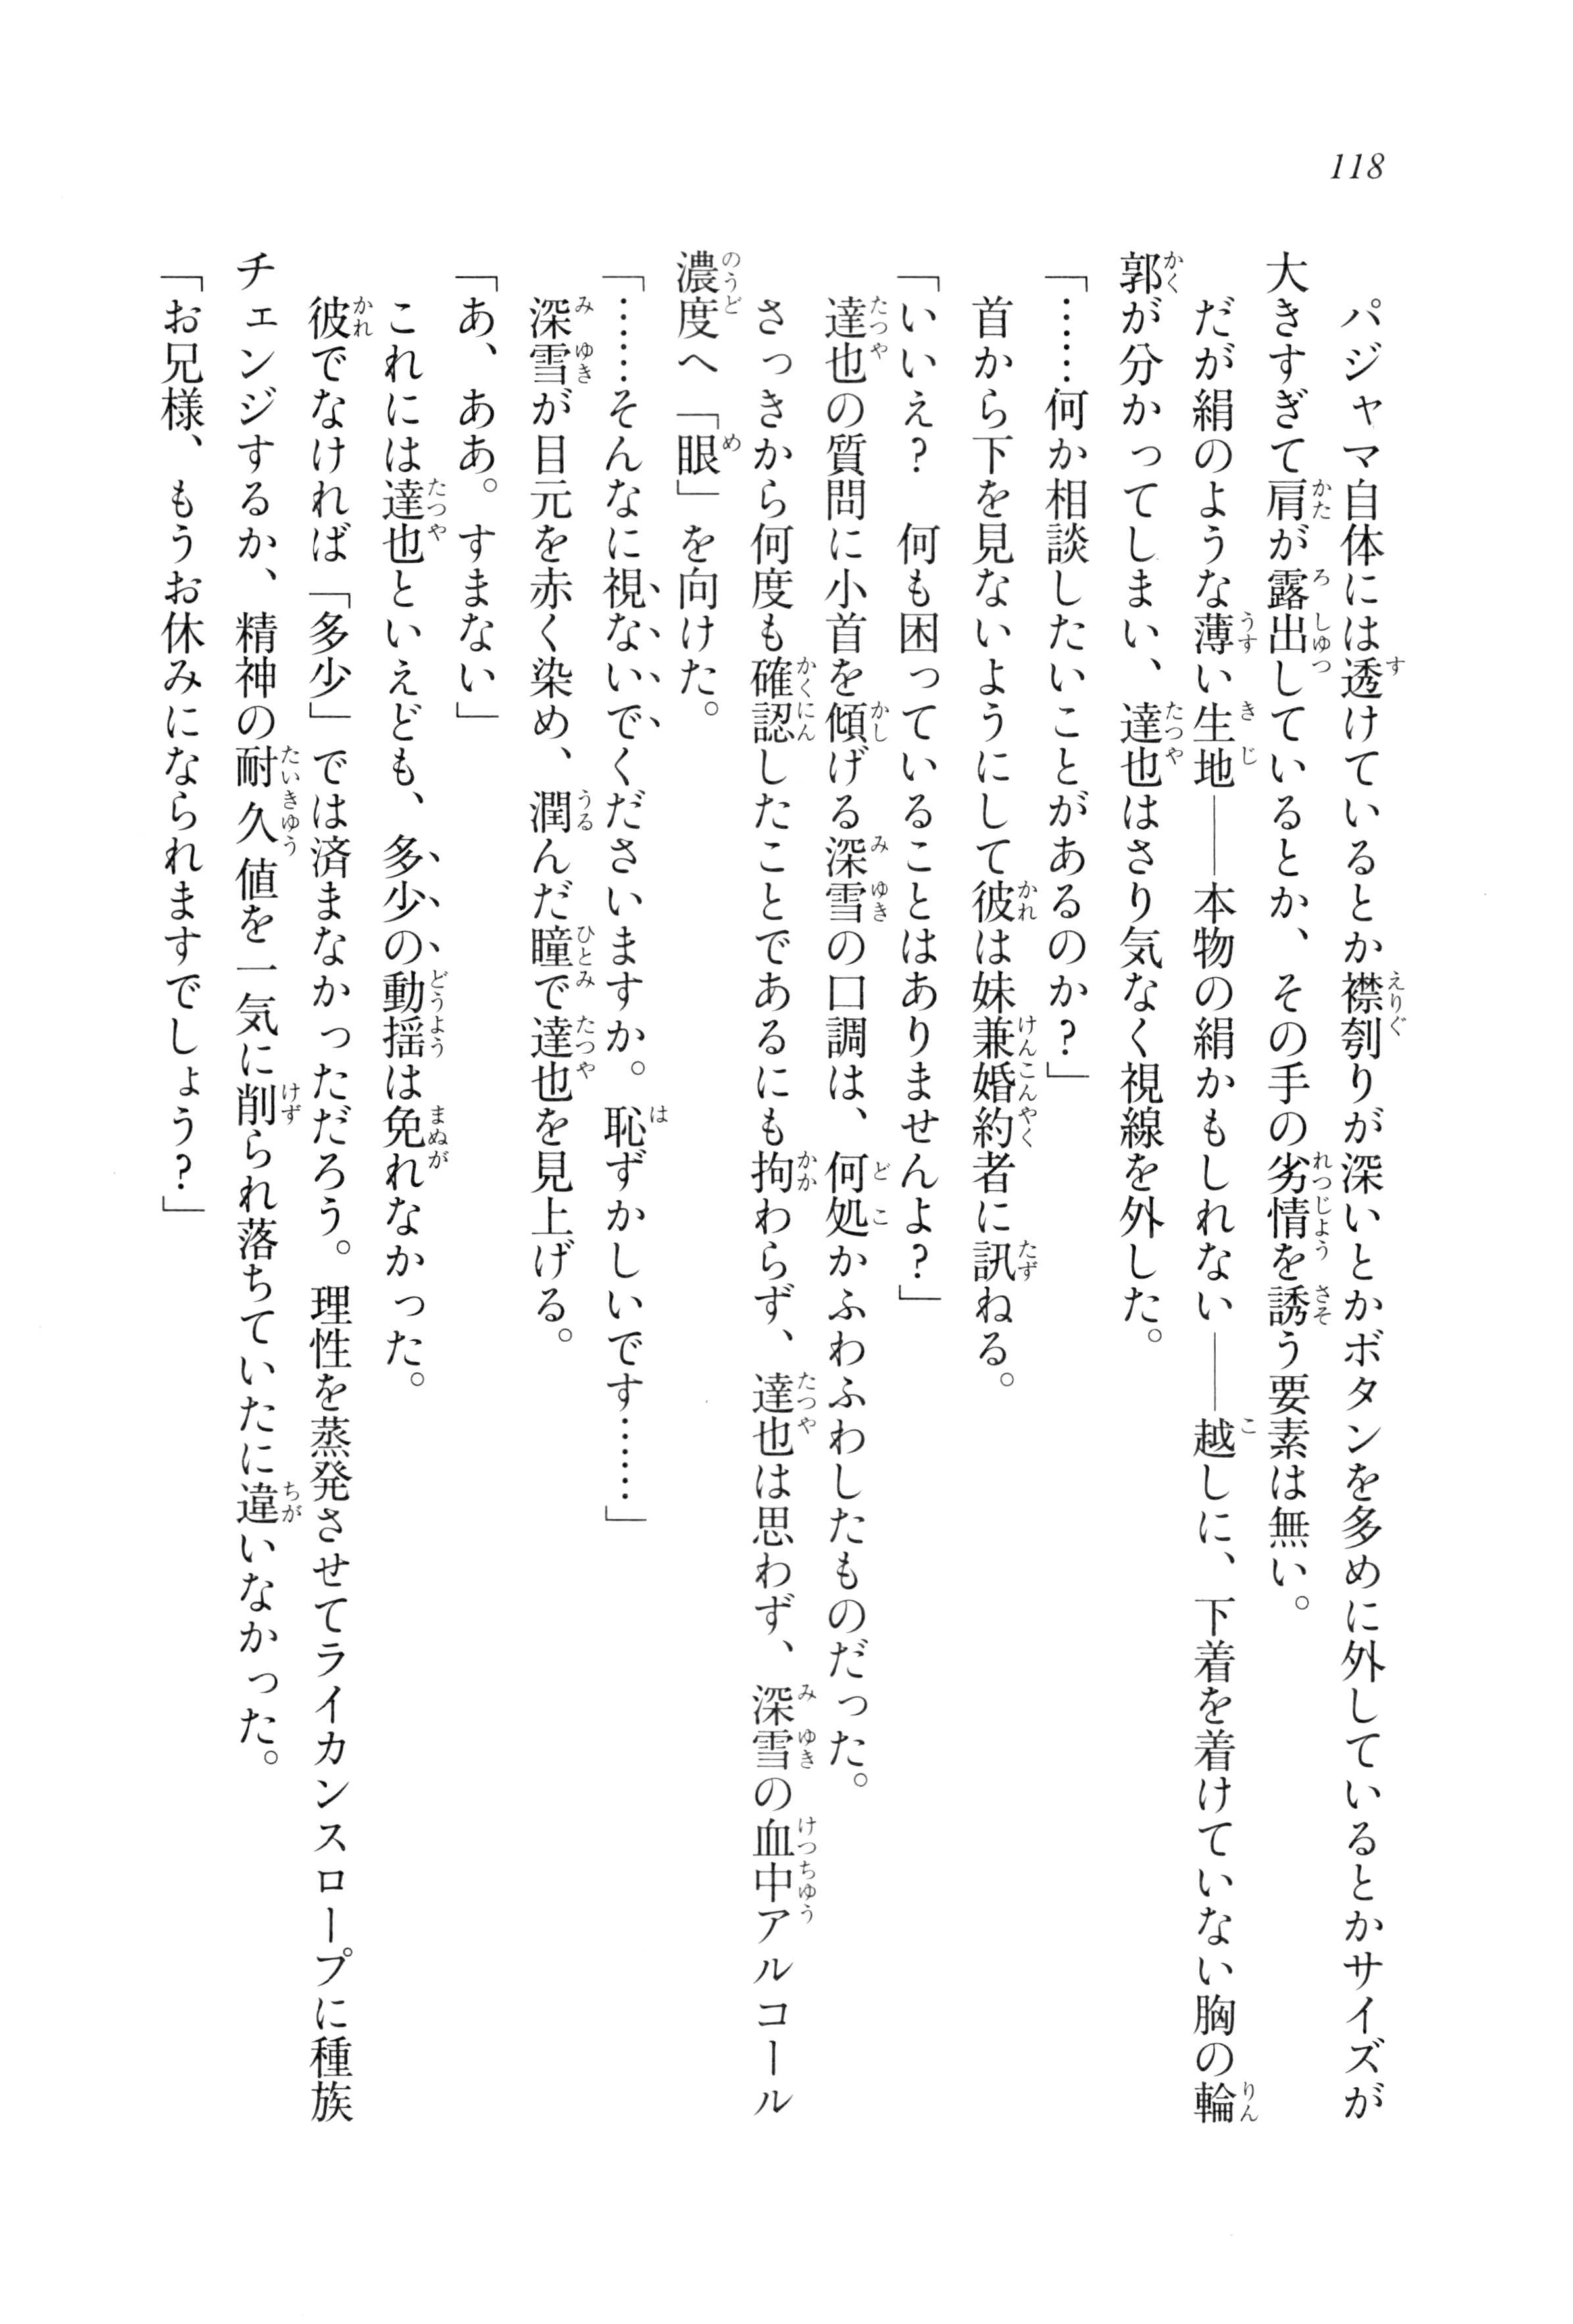 118
パジャマ自体には透けているとか襟刳りが深いとかボタンを多めに外しているとかサイズが
大きすぎて肩が露出しているとか、その手の劣情を誘う要素は無い。
だが絹のような薄い生地――本物の絹かもしれない――越しに、下着を着けていない胸の輪
郭が分かってしまい、達也はさり気なく視線を外した。
「……何か相談したいことがあるのか?」
首から下を見ないようにして彼は妹兼婚約者に訊ねる。
「いいえ?　何も困っていることはありませんよ?」
達也の質問に小首を傾げる深雪の口調は、何処かふわふわしたものだった。
さっきから何度も確認したことであるにも拘わらず、達也は思わず、深雪の血中アルコール
濃度へ「眼」を向けた。
「……そんなに視ないでくださいますか。恥ずかしいです……」
深雪が目元を赤く染め、潤んだ瞳で達也を見上げる。
「あ、ああ。すまない」
これには達也といえども、多少の動揺は免れなかった。
彼でなければ「多少」では済まなかっただろう。理性を蒸発させてライカンスロープに種族
チェンジするか、精神の耐久値を一気に削られ落ちていたに違いなかった。
「お兄様、もうお休みになられますでしょう?」